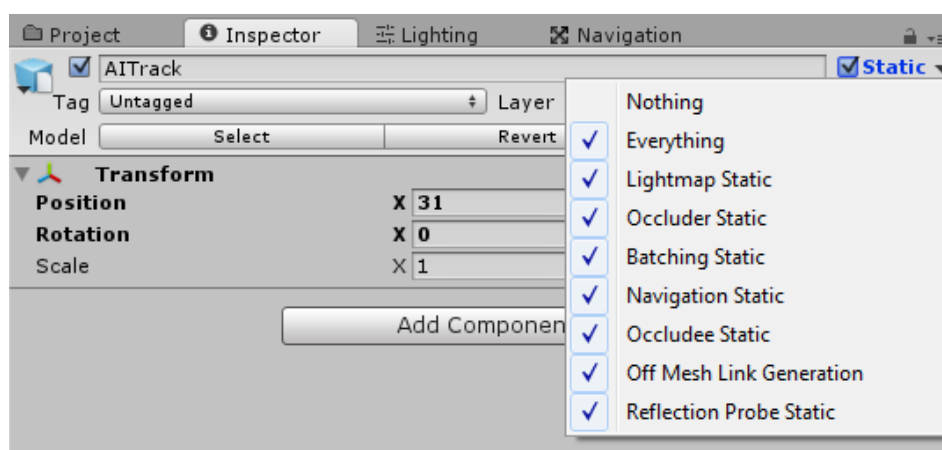 Project Inspector Lighting Navigation
AITrack Static
Tag Untagged Layer
Model Select Revert
Transform
Position X 31
Rotation X 0
Scale X 1
Add Componen
Nothing
Everything
Lightmap Static
Occluder Static
Batching Static
Navigation Static
Occludee Static
Off Mesh Link Generation
Reflection Probe Static